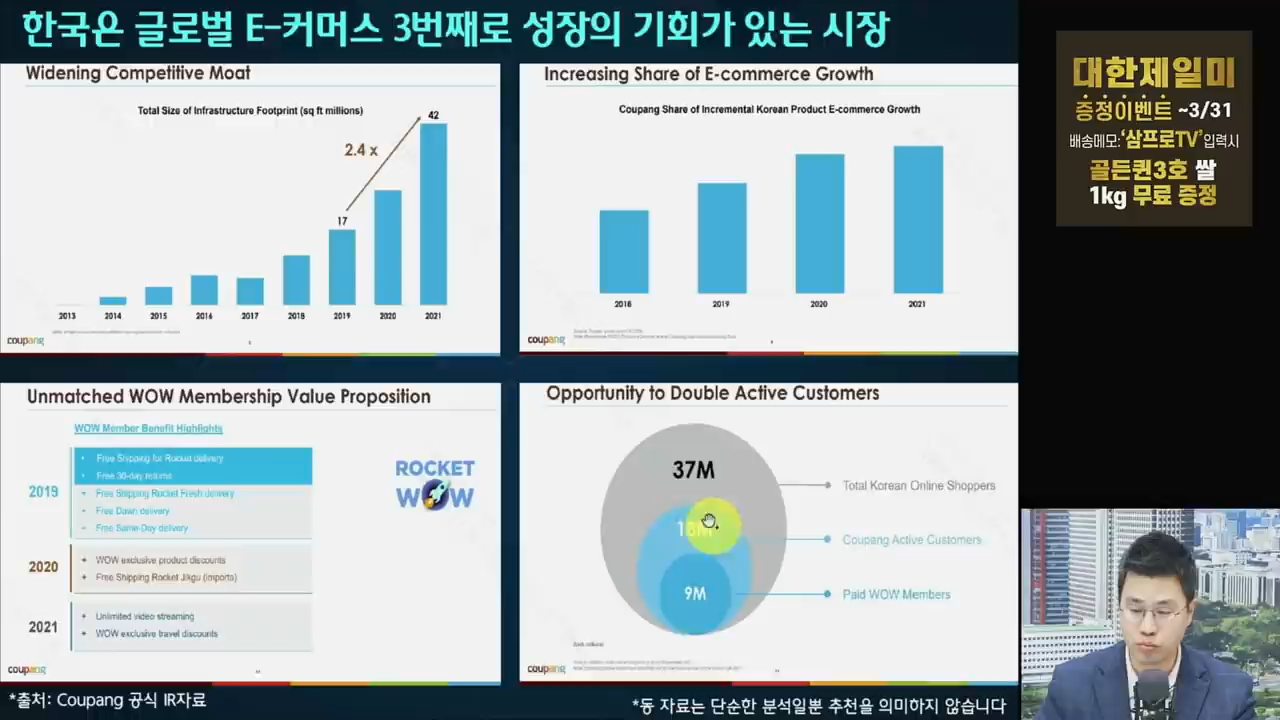 한국은 글로벌 E-커머스 3번째로 성장의 기회가 있는 시장
Widening Competitive Moat
Total Size of Infrastructure Footprint (sq ft millions)
42
2.4 x
17
2013 2014 2015 2016 2017 2018 2019 2020 2021
coupang
Increasing Share of E-commerce Growth
Coupang Share of Incremental Korean Product E-commerce Growth
2018 2019 2020 2021
coupang
Unmatched WOW Membership Value Proposition
WOW Member Benefit Highlights
2019
Free Shipping for Rocket delivery
Free 30-day returns
Free Shipping Rocket Fresh delivery
Free Dawn delivery
Free Same-Day delivery
2020
WOW exclusive product discounts
Free Shipping Rocket Jikgu (imports)
2021
Unlimited video streaming
WOW exclusive travel discounts
ROCKET
WOW
coupang
Opportunity to Double Active Customers
37M
Total Korean Online Shoppers
18M
Coupang Active Customers
9M
Paid WOW Members
coupang
*출처: Coupang 공식 IR자료
*동 자료는 단순한 분석일뿐 추천을 의미하지 않습니다
대한제일미
증정이벤트 ~3/31
배송메모:'삼프로TV'입력시
골든퀸3호 쌀
1kg 무료 증정